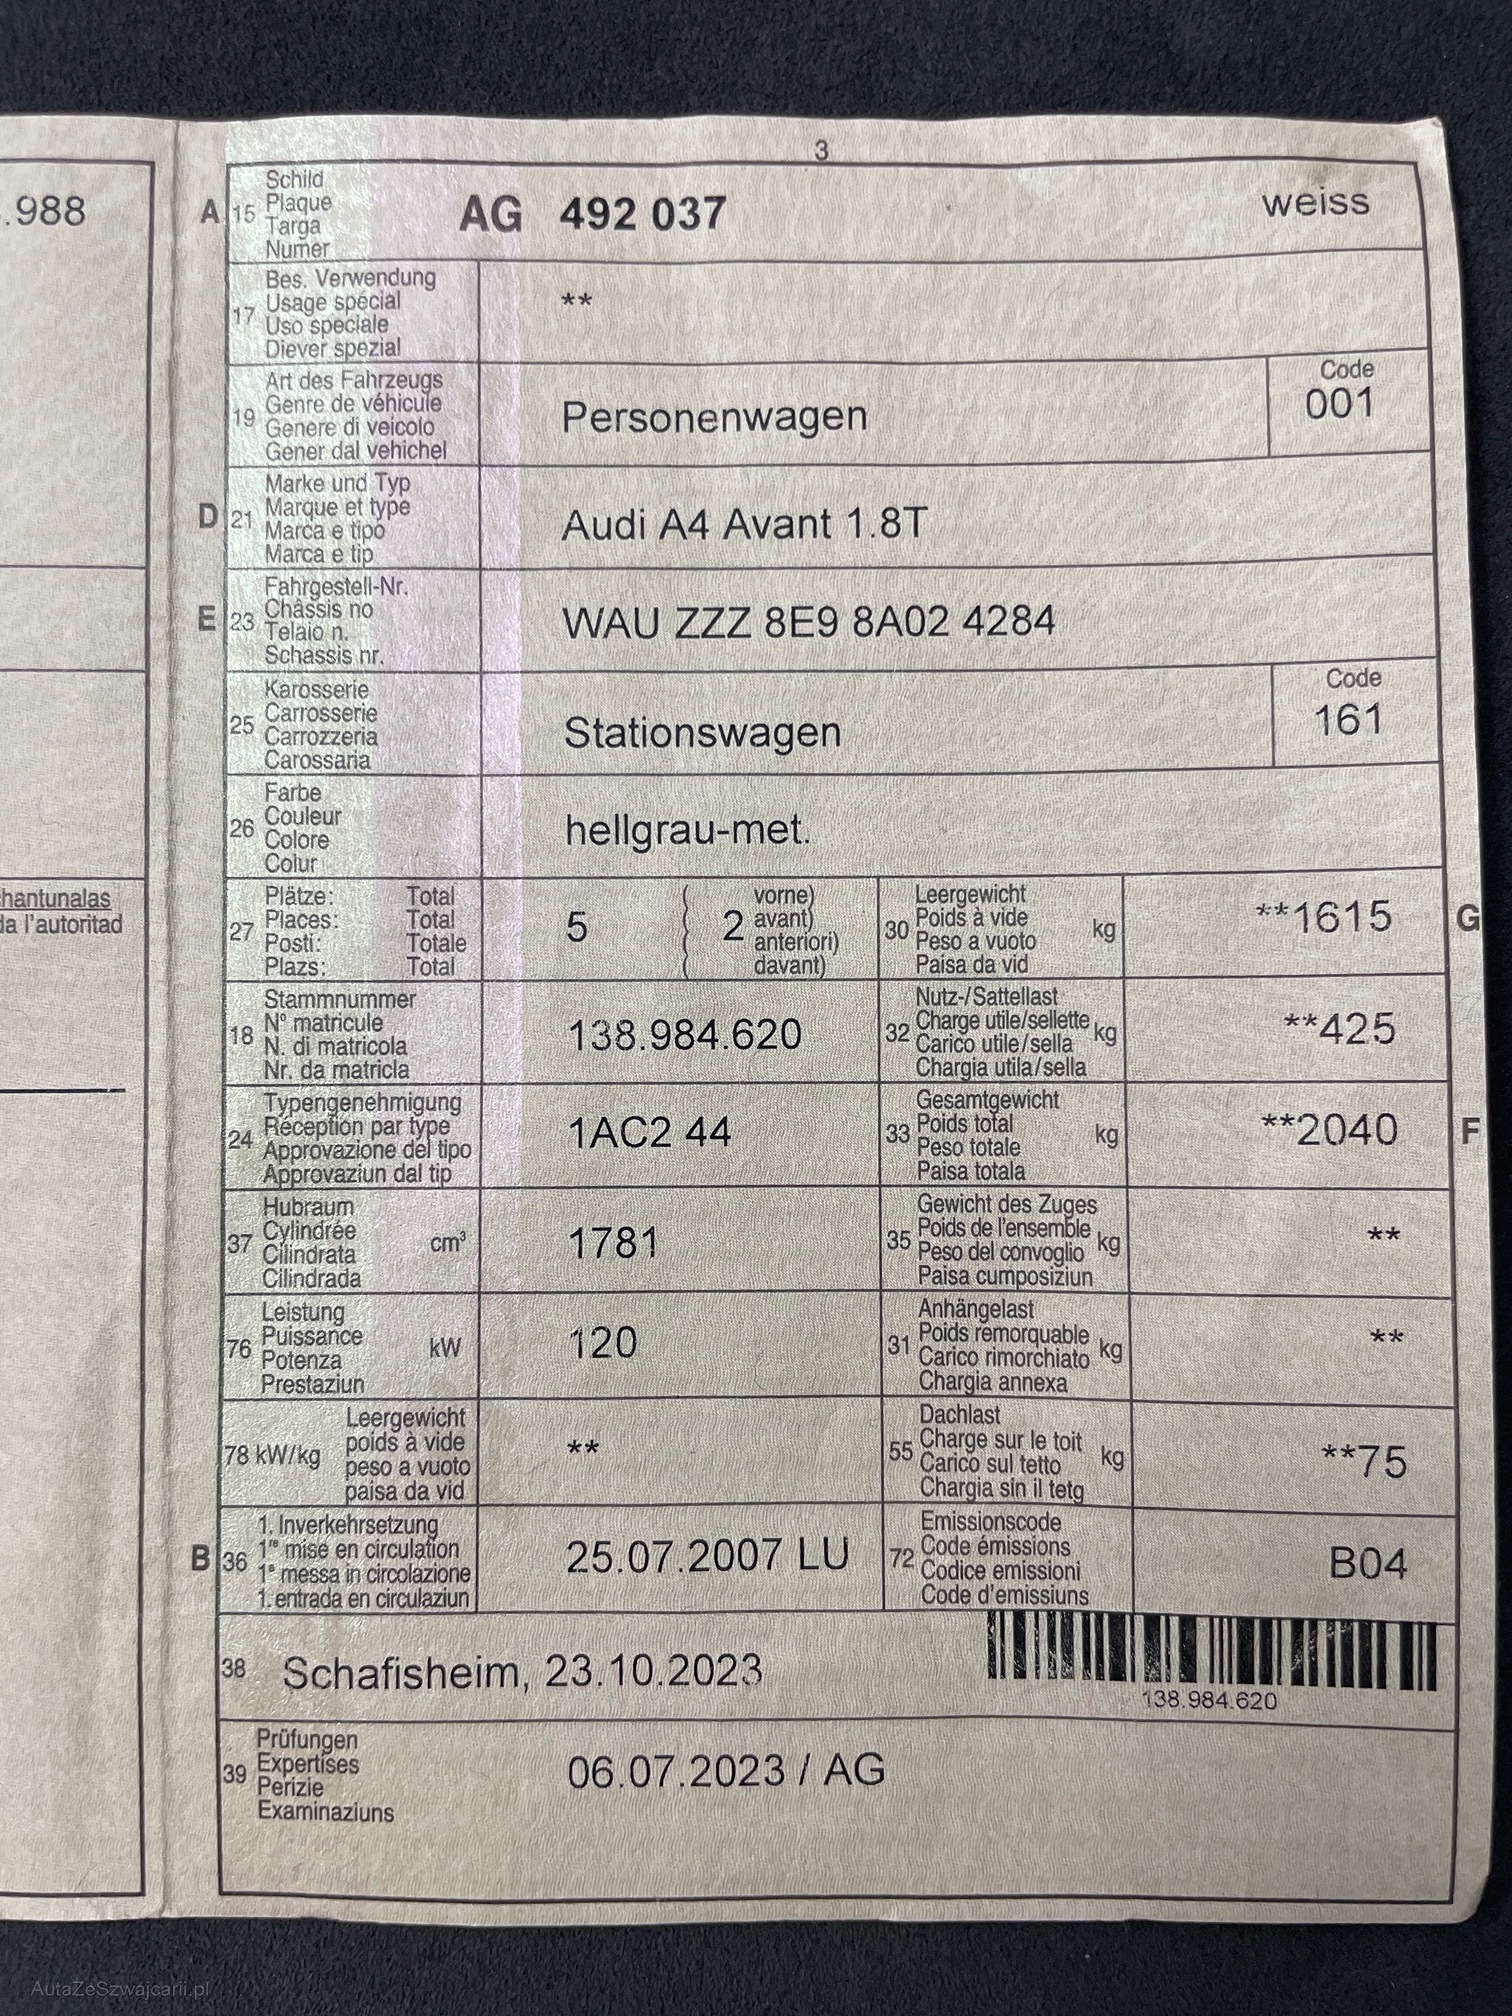 3
.988
A 15 Schild
Plaque
Targa
Numer
AG 492 037 weiss
17 Bes. Verwendung
Usage spécial
Uso speciale
Diever spezial
**
19 Art des Fahrzeugs
Genre de véhicule
Genere di veicolo
Gener dal vehichel
Personenwagen
Code
001
D 21 Marke und Typ
Marque et type
Marca e tipo
Marca e tip
Audi A4 Avant 1.8T
E 23 Fahrgestell-Nr.
Châssis no
Telaio n.
Schassis nr.
WAU ZZZ 8E9 8A02 4284
25 Karosserie
Carrosserie
Carrozzeria
Carossaria
Stationswagen
Code
161
26 Farbe
Couleur
Colore
Colur
hellgrau-met.
chantunalas
da l'autoritad
27 Plätze: Total
Places: Total
Posti: Totale
Plazs: Total
5 ( 2 vorne)
avant)
anteriori)
davant)
30 Leergewicht
Poids à vide
Peso a vuoto
Paisa da vid
kg
**1615 G
18 Stammnummer
N° matricule
N. di matricola
Nr. da matricla
138.984.620
32 Nutz-/Sattellast
Charge utile/sellette
Carico utile/sella
Chargia utila/sella
kg
**425
24 Typengenehmigung
Réception par type
Approvazione del tipo
Approvaziun dal tip
1AC2 44
33 Gesamtgewicht
Poids total
Peso totale
Paisa totala
kg
**2040 F
37 Hubraum
Cylindrée
Cilindrata
Cilindrada
cm³
1781
35 Gewicht des Zuges
Poids de l'ensemble
Peso del convoglio
Paisa cumposiziun
kg
**
76 Leistung
Puissance
Potenza
Prestaziun
kW
120
31 Anhängelast
Poids remorquable
Carico rimorchiato
Chargia annexa
kg
**
78 kW/kg Leergewicht
poids à vide
peso a vuoto
paisa da vid
**
55 Dachlast
Charge sur le toit
Carico sul tetto
Chargia sin il tetg
kg
**75
B 36 1. Inverkehrsetzung
1re mise en circulation
1a messa in circolazione
1. entrada en circulaziun
25.07.2007 LU
72 Emissionscode
Code émissions
Codice emissioni
Code d'emissiuns
B04
38 Schafisheim, 23.10.2023
138.984.620
39 Prüfungen
Expertises
Perizie
Examinaziuns
06.07.2023 / AG
AutaZeSzwajcarii.pl